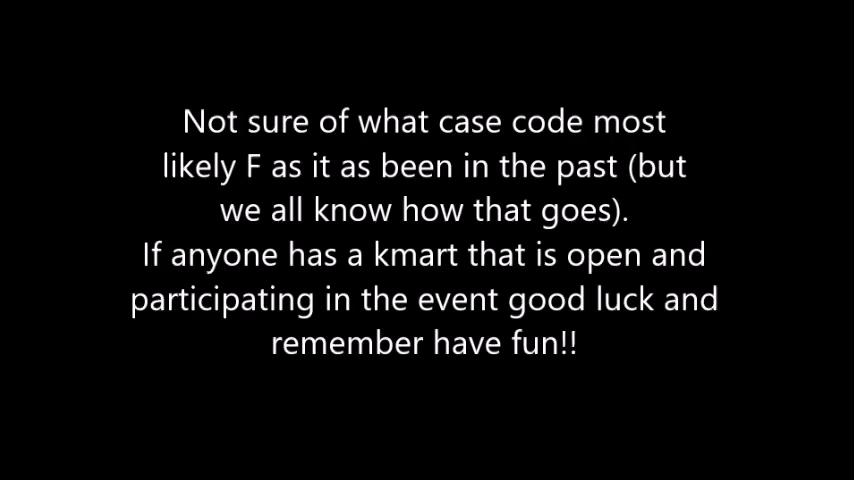 Not sure of what case code most
likely F as it as been in the past (but
we all know how that goes).
If anyone has a kmart that is open and
participating in the event good luck and
remember have fun!!